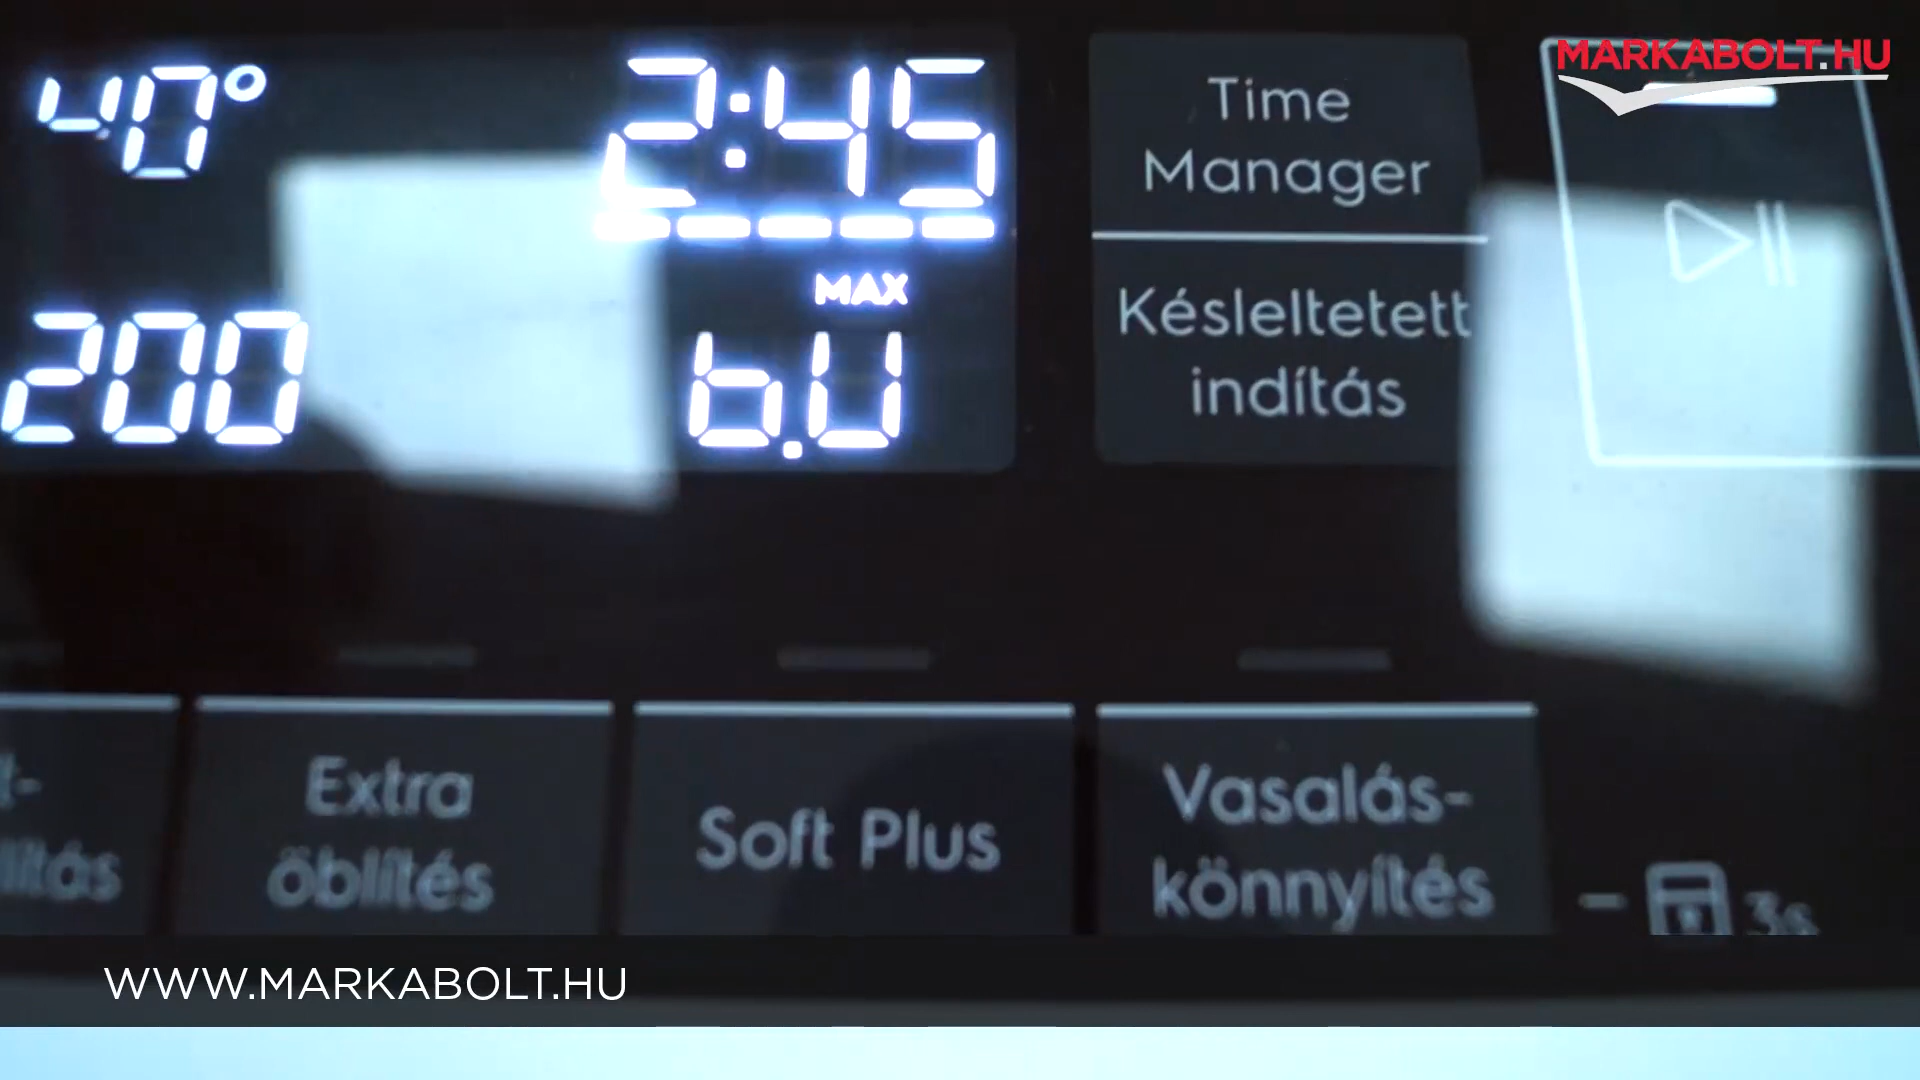 MARKABOLT.HU
40°
2:45
Time
Manager
MAX
200
6.0
Késleltetett
indítás
Extra
öblítés
Soft Plus
Vasalás-
könnyítés
3s
WWW.MARKABOLT.HU